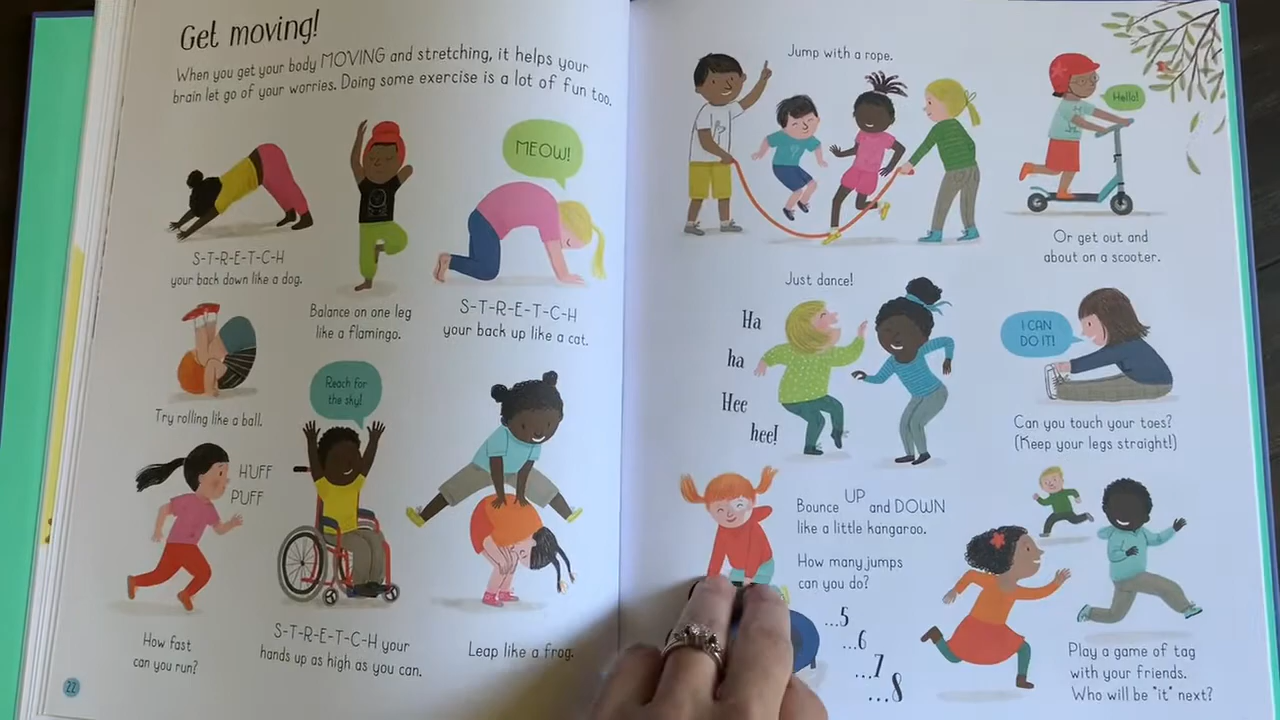 Get moving!
When you get your body MOVING and stretching, it helps your
brain let go of your worries. Doing some exercise is a lot of fun too.
S-T-R-E-T-C-H
your back down like a dog.
Balance on one leg
like a flamingo.
MEOW!
S-T-R-E-T-C-H
your back up like a cat.
Try rolling like a ball.
Reach for
the sky!
HUFF
PUFF
How fast
can you run?
S-T-R-E-T-C-H your
hands up as high as you can.
Leap like a frog.
22
Jump with a rope.
Hello!
Or get out and
about on a scooter.
Just dance!
Ha
ha
Hee
hee!
I CAN
DO IT!
Can you touch your toes?
(Keep your legs straight!)
Bounce UP and DOWN
like a little kangaroo.
How many jumps
can you do?
...5
...6
...7
...8
Play a game of tag
with your friends.
Who will be "it" next?